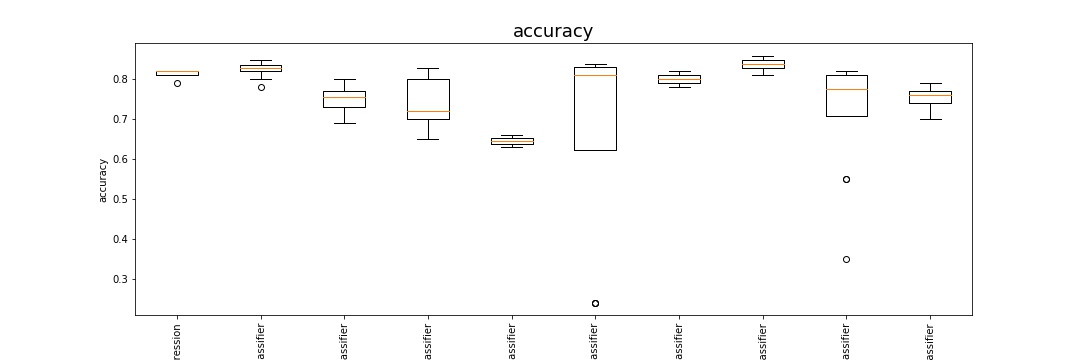 accuracy
accuracy
0.8
0.7
0.6
0.5
0.4
0.3
ression
assifier
assifier
assifier
assifier
assifier
assifier
assifier
assifier
assifier